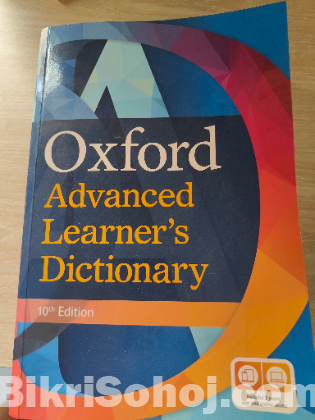 Oxford
Advanced
Learner's
Dictionary
10th Edition
BikriSohoj.com